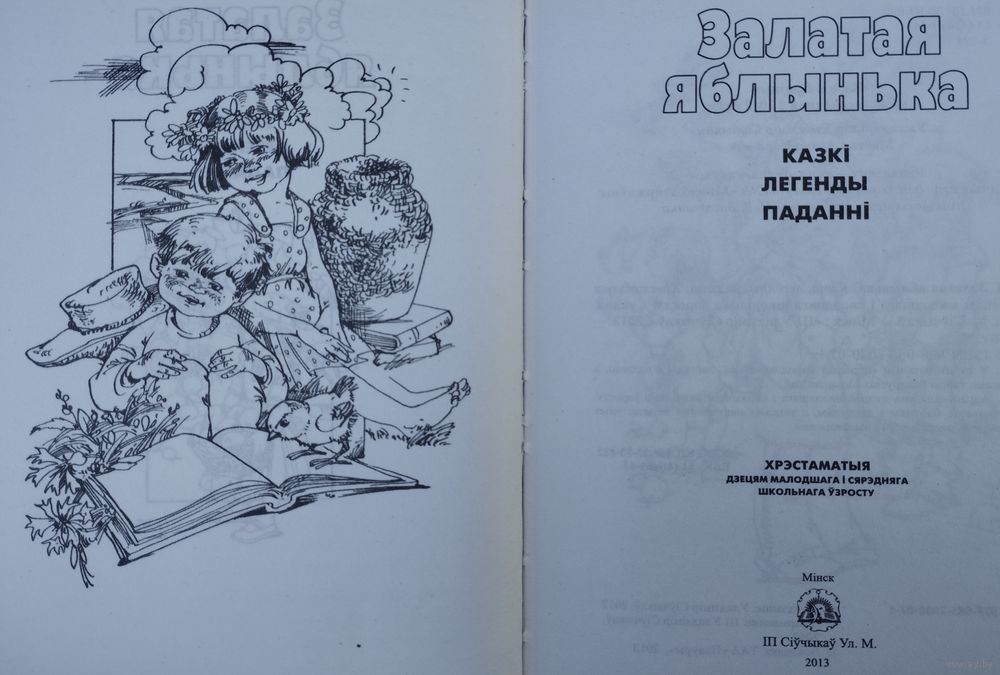 Залатая
яблынька
КАЗКІ
ЛЕГЕНДЫ
ПАДАННІ
ХРЭСТАМАТЫЯ
ДЗЕЦЯМ МАЛОДШАГА І СЯРЭДНЯГА
ШКОЛЬНАГА ЎЗРОСТУ
Мінск
ІП Сіўчыкаў Ул. М.
2013